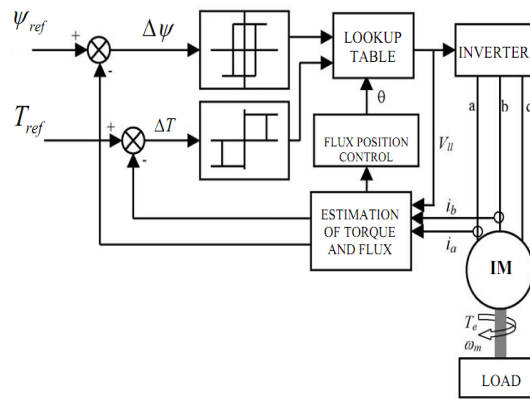 ψref
+
-
Δψ
LOOKUP
TABLE
INVERTER
Tref
+
-
ΔT
θ
a
b
c
FLUX POSITION
CONTROL
Vll
ESTIMATION
OF TORQUE
AND FLUX
ib
ia
IM
Te
ωm
LOAD